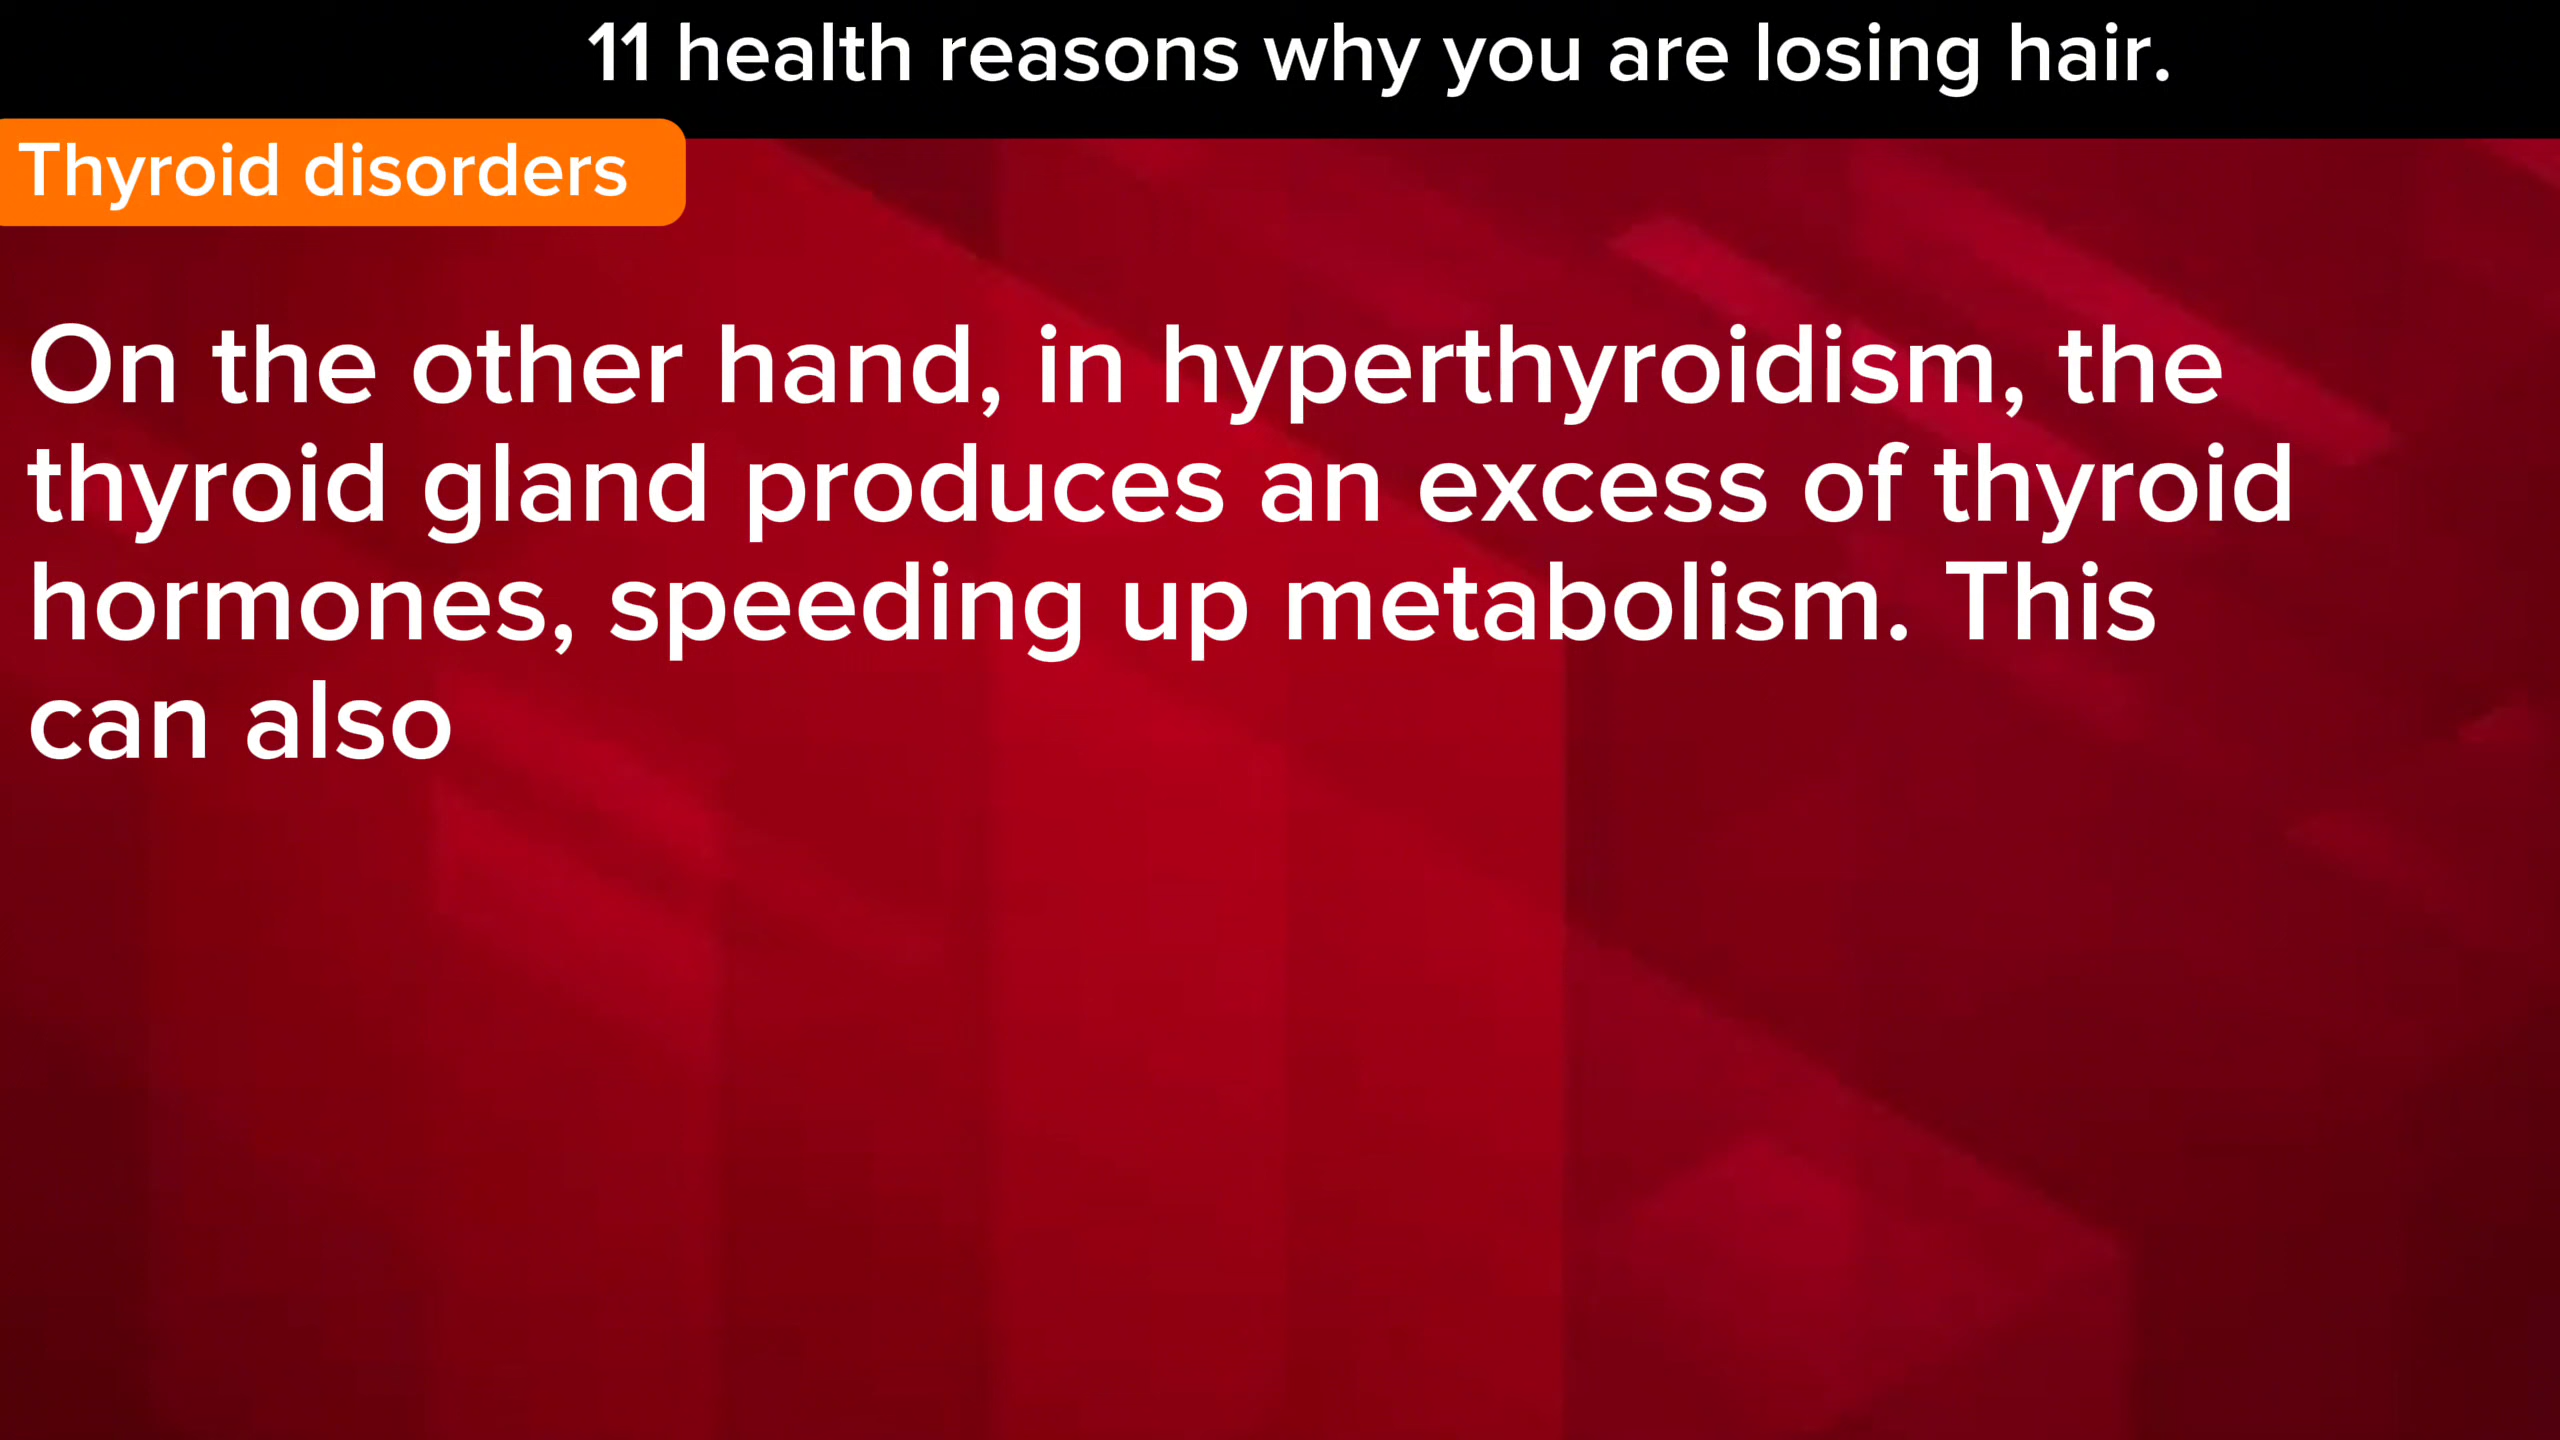 11 health reasons why you are losing hair.
Thyroid disorders
On the other hand, in hyperthyroidism, the
thyroid gland produces an excess of thyroid
hormones, speeding up metabolism. This
can also